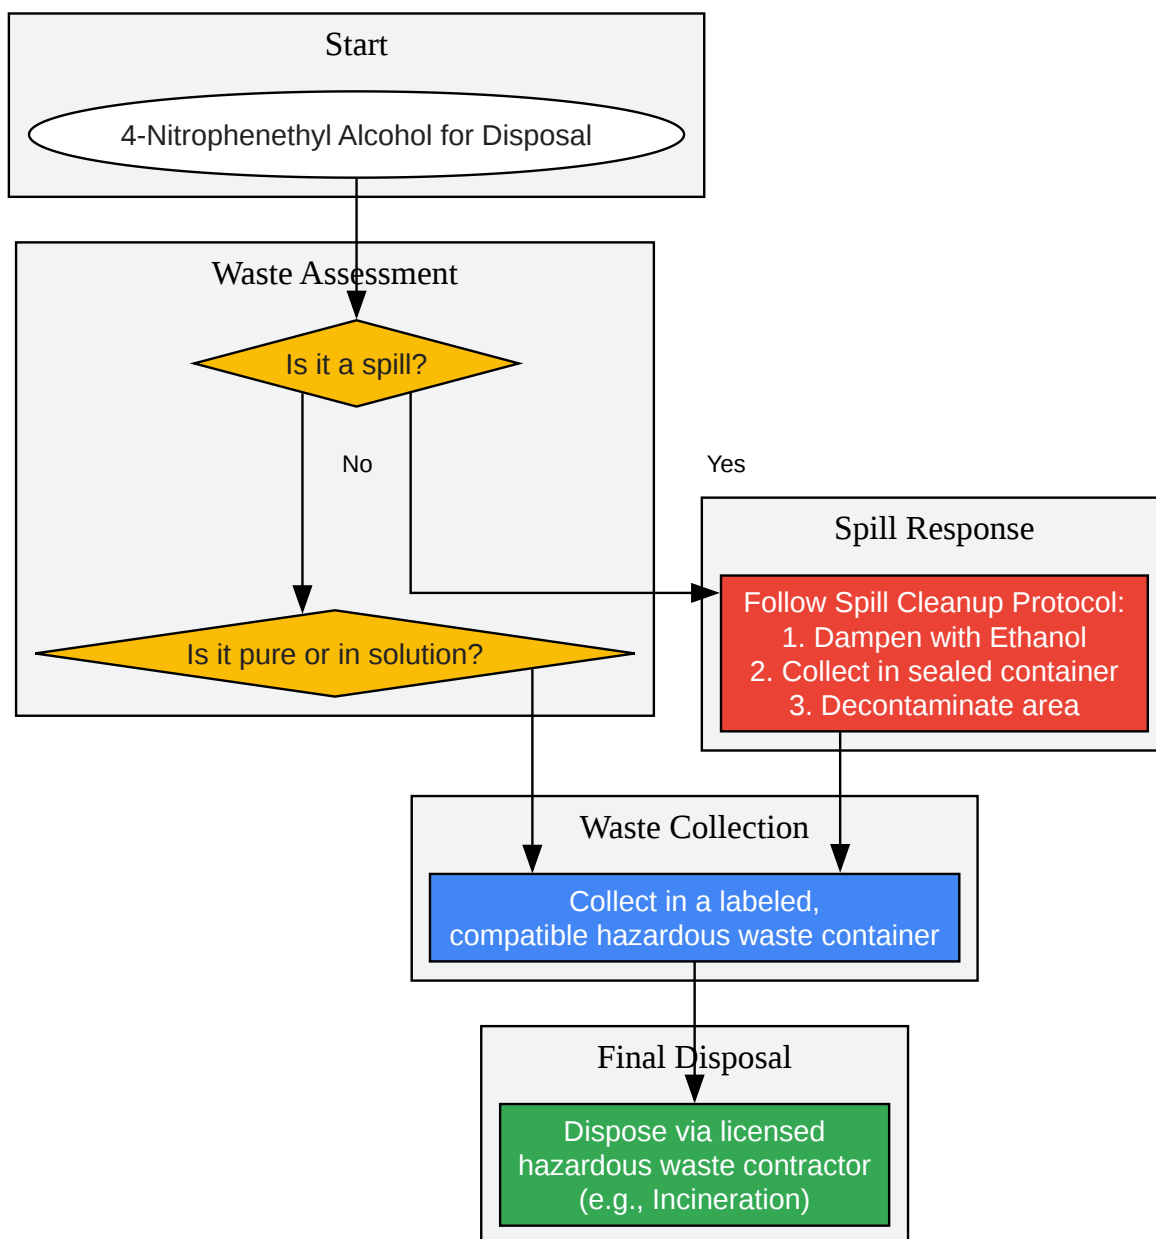 Start
4-Nitrophenethyl Alcohol for Disposal
Waste Assessment
Is it a spill?
No
Yes
Spill Response
Follow Spill Cleanup Protocol:
1. Dampen with Ethanol
2. Collect in sealed container
3. Decontaminate area
Is it pure or in solution?
Waste Collection
Collect in a labeled,
compatible hazardous waste container
Final Disposal
Dispose via licensed
hazardous waste contractor
(e.g., Incineration)